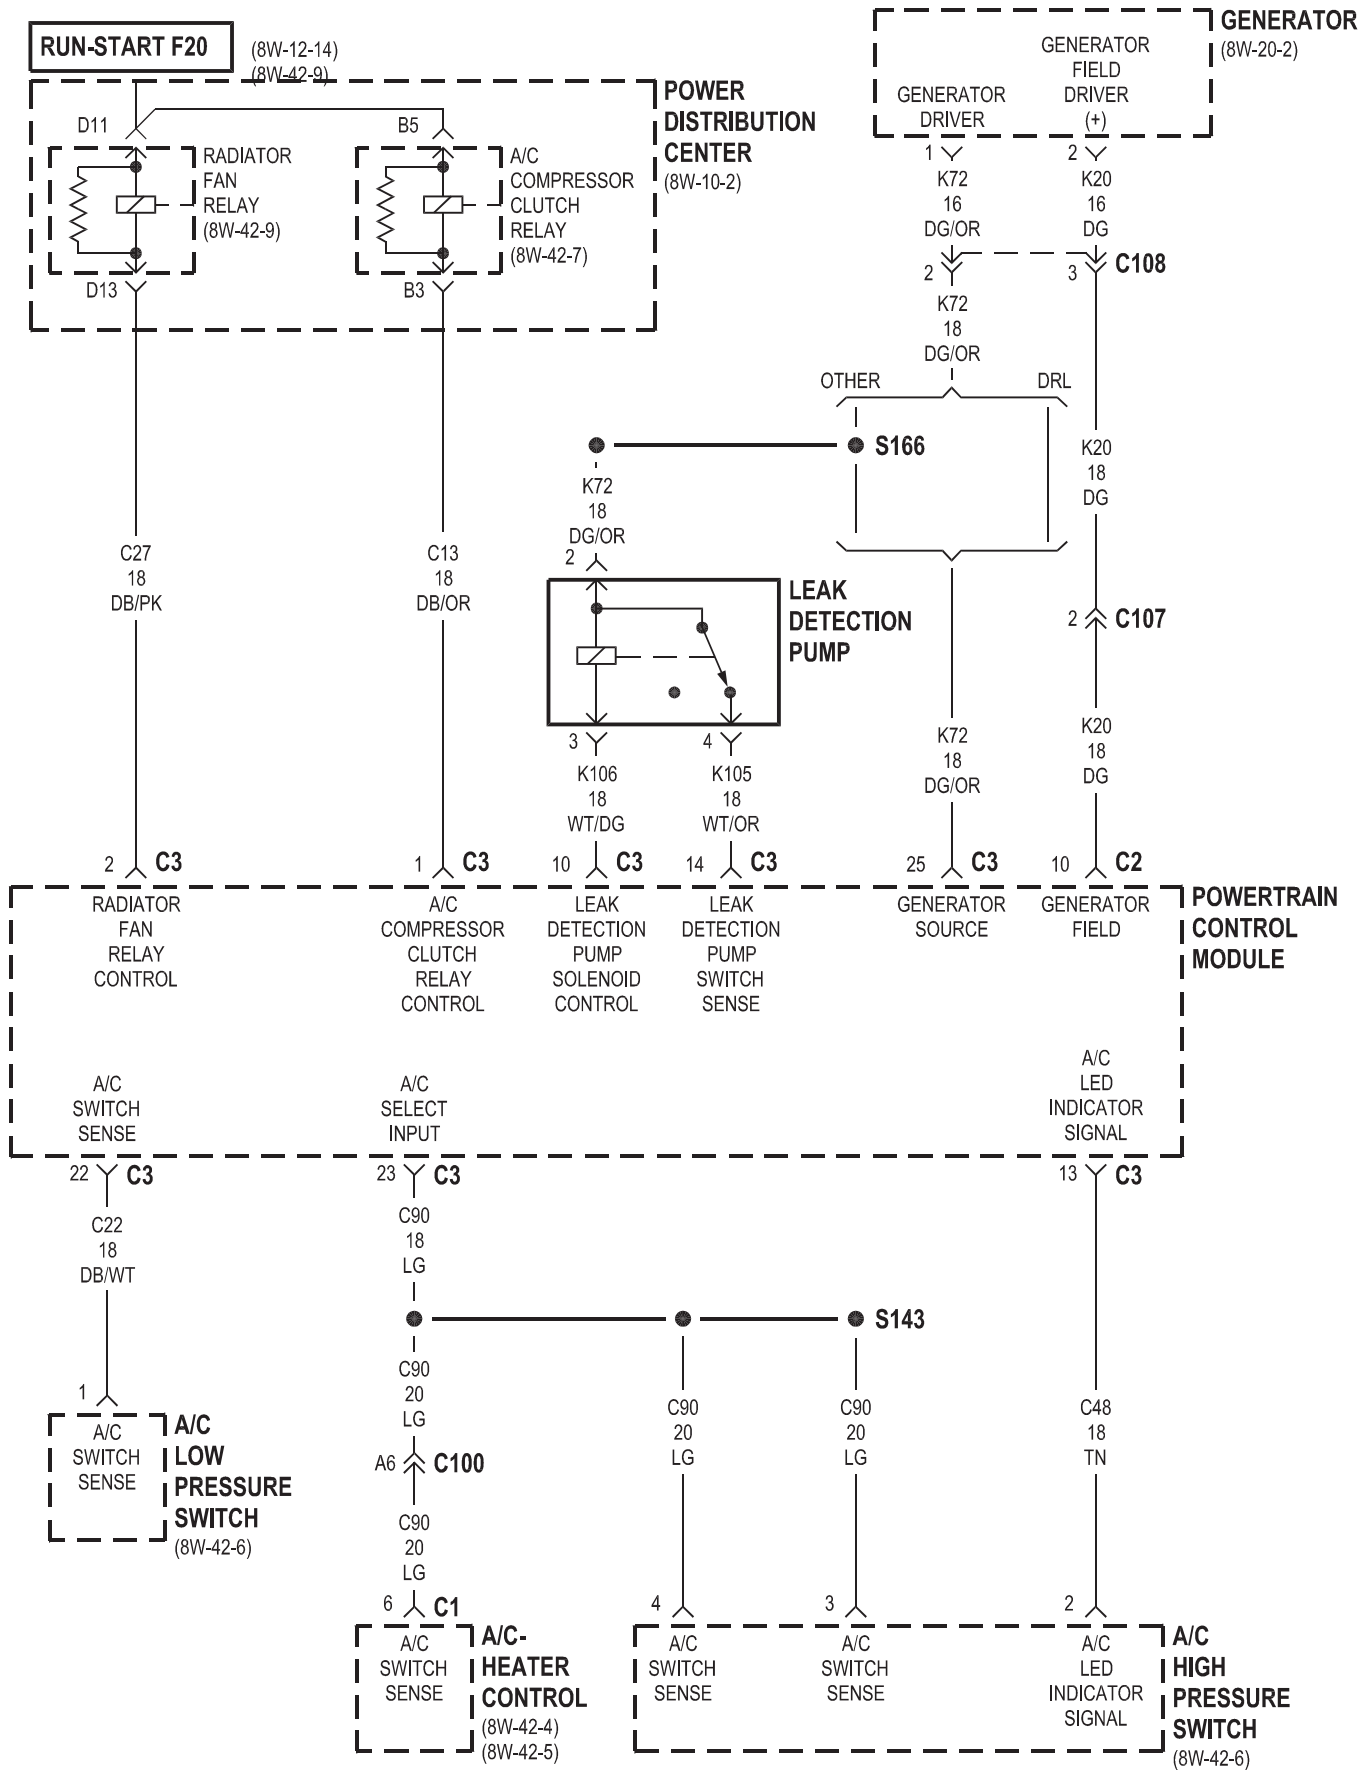 RUN-START F20
(8W-12-14)
(8W-42-9)
POWER
DISTRIBUTION
CENTER
(8W-10-2)
D11
B5
RADIATOR
FAN
RELAY
(8W-42-9)
A/C
COMPRESSOR
CLUTCH
RELAY
(8W-42-7)
D13
B3
GENERATOR
(8W-20-2)
GENERATOR
DRIVER
GENERATOR
FIELD
DRIVER
(+)
1
2
K72
16
DG/OR
K20
16
DG
2
3
C108
K72
18
DG/OR
OTHER
DRL
S166
K72
18
DG/OR
2
K20
18
DG
C27
18
DB/PK
C13
18
DB/OR
LEAK
DETECTION
PUMP
2
C107
3
4
K106
18
WT/DG
K105
18
WT/OR
K72
18
DG/OR
K20
18
DG
2
C3
1
C3
10
C3
14
C3
25
C3
10
C2
POWERTRAIN
CONTROL
MODULE
RADIATOR
FAN
RELAY
CONTROL
A/C
COMPRESSOR
CLUTCH
RELAY
CONTROL
LEAK
DETECTION
PUMP
SOLENOID
CONTROL
LEAK
DETECTION
PUMP
SWITCH
SENSE
GENERATOR
SOURCE
GENERATOR
FIELD
A/C
SWITCH
SENSE
A/C
SELECT
INPUT
A/C
LED
INDICATOR
SIGNAL
22
C3
23
C3
13
C3
C22
18
DB/WT
C90
18
LG
S143
C90
20
LG
C90
20
LG
C90
20
LG
C48
18
TN
1
A/C
SWITCH
SENSE
A/C
LOW
PRESSURE
SWITCH
(8W-42-6)
A6
C100
C90
20
LG
6
C1
4
3
2
A/C
SWITCH
SENSE
A/C-
HEATER
CONTROL
(8W-42-4)
(8W-42-5)
A/C
SWITCH
SENSE
A/C
SWITCH
SENSE
A/C
LED
INDICATOR
SIGNAL
A/C
HIGH
PRESSURE
SWITCH
(8W-42-6)